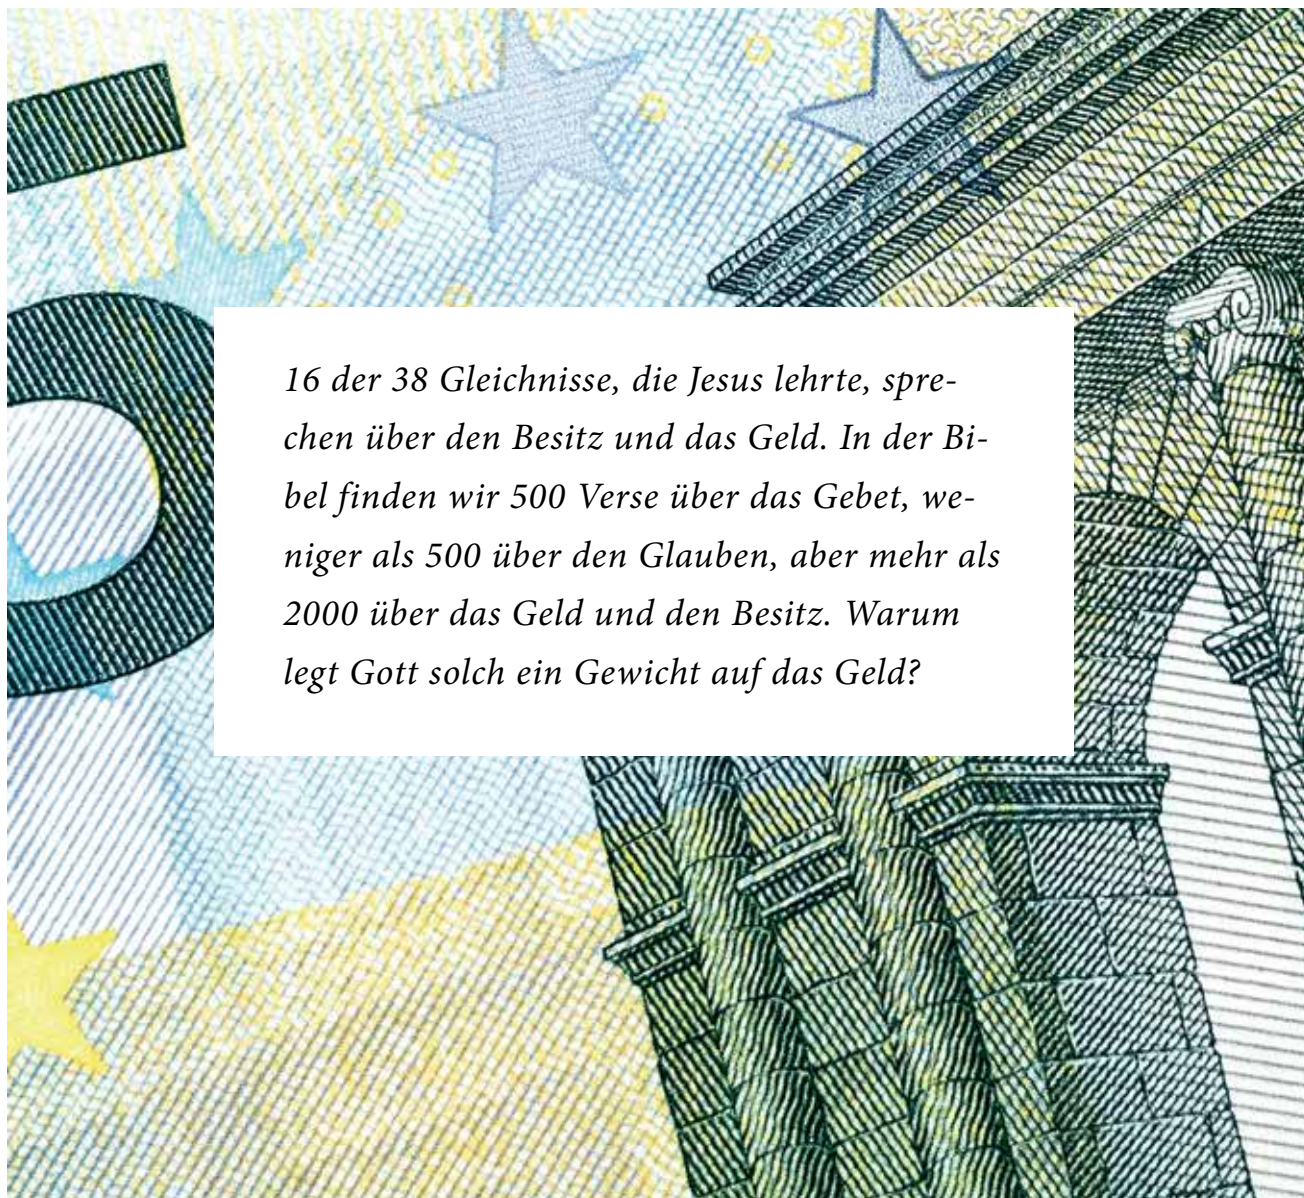 16 der 38 Gleichnisse, die Jesus lehrte, spre-
chen über den Besitz und das Geld. In der Bi-
bel finden wir 500 Verse über das Gebet, we-
niger als 500 über den Glauben, aber mehr als
2000 über das Geld und den Besitz. Warum
legt Gott solch ein Gewicht auf das Geld?